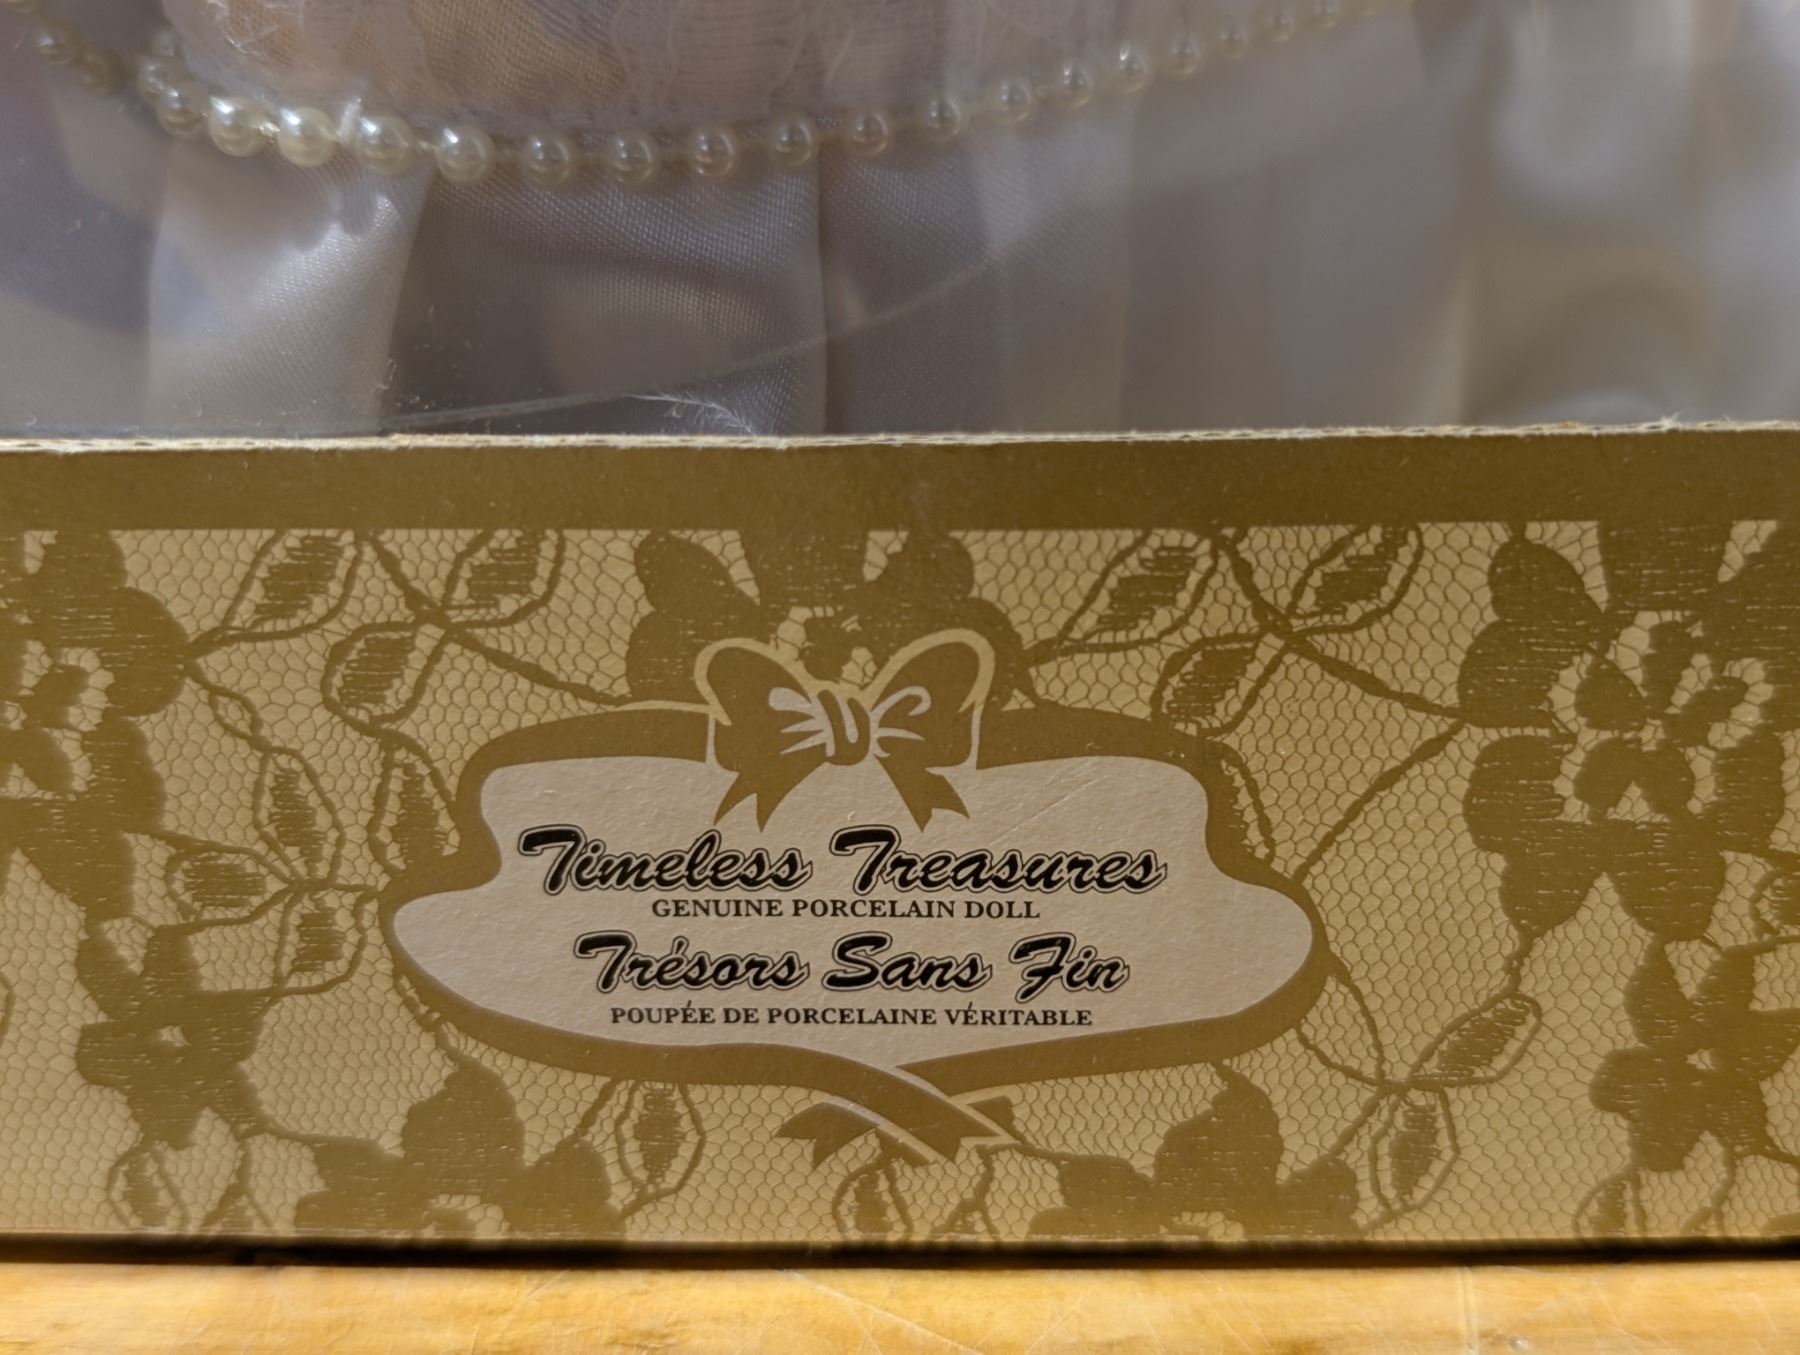 Timeless Treasures
GENUINE PORCELAIN DOLL
Trésors Sans Fin
POUPÉE DE PORCELAINE VÉRITABLE